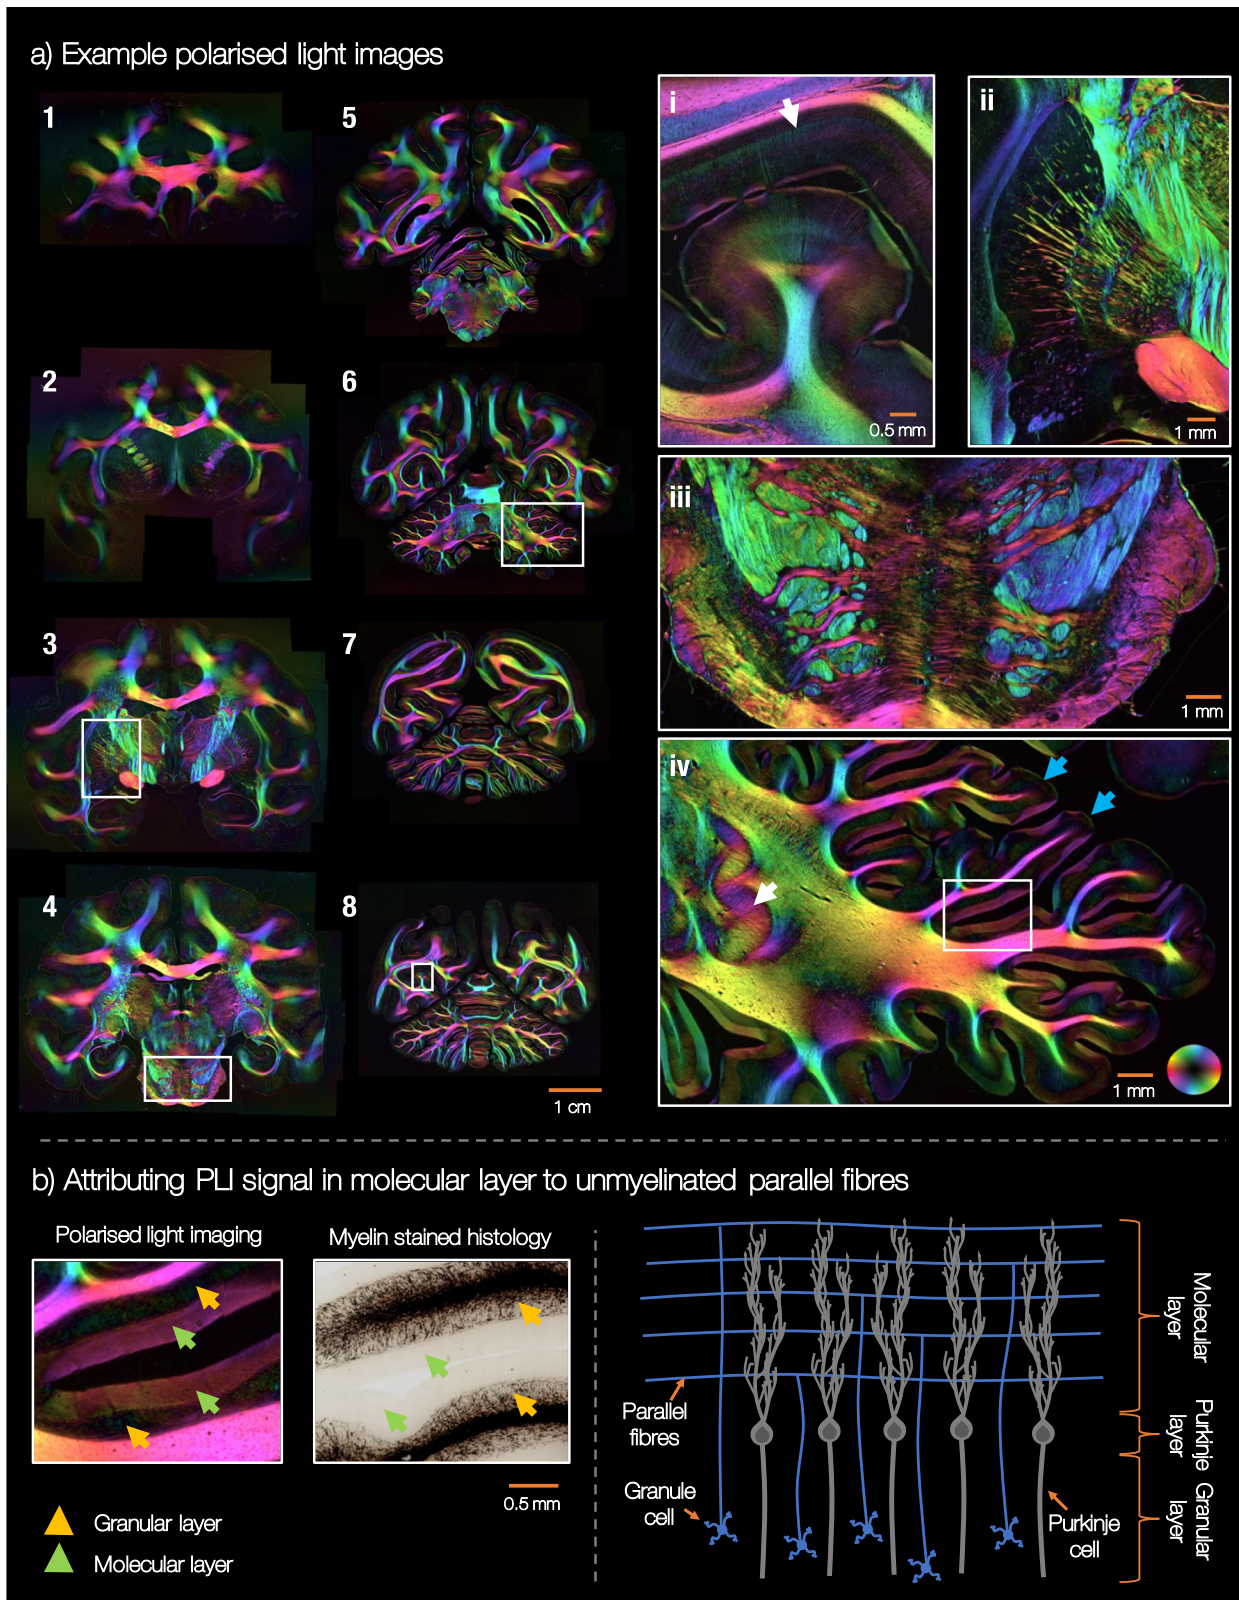 a) Example polarised light images
1
5
2
6
3
7
4
8
1 cm
i
0.5 mm
ii
1 mm
iii
1 mm
iv
1 mm
b) Attributing PLI signal in molecular layer to unmyelinated parallel fibres
Polarised light imaging
Myelin stained histology
0.5 mm
Granular layer
Molecular layer
Parallel
fibres
Granule
cell
Purkinje
cell
Molecular
layer
Purkinje
layer
Granular
layer